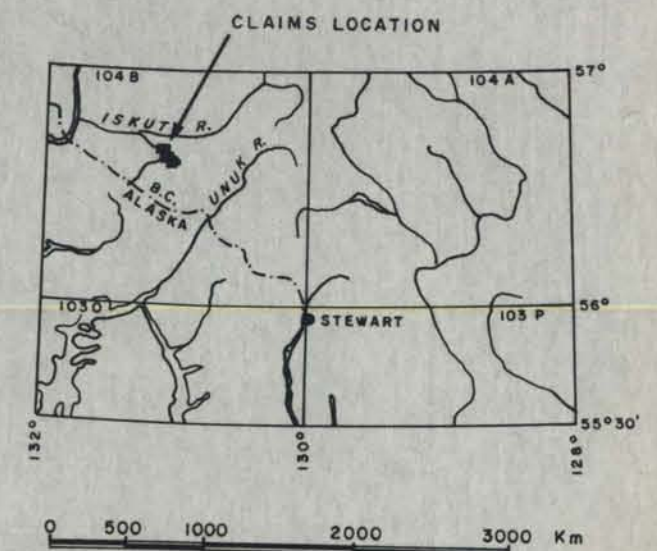 CLAIMS LOCATION
104 B
104 A
57°
ISKUT R.
B.C.
ALASKA
UNUK R.
103 O
56°
STEWART
103 P
55° 30'
132°
130°
128°
0 500 1000 2000 3000 Km